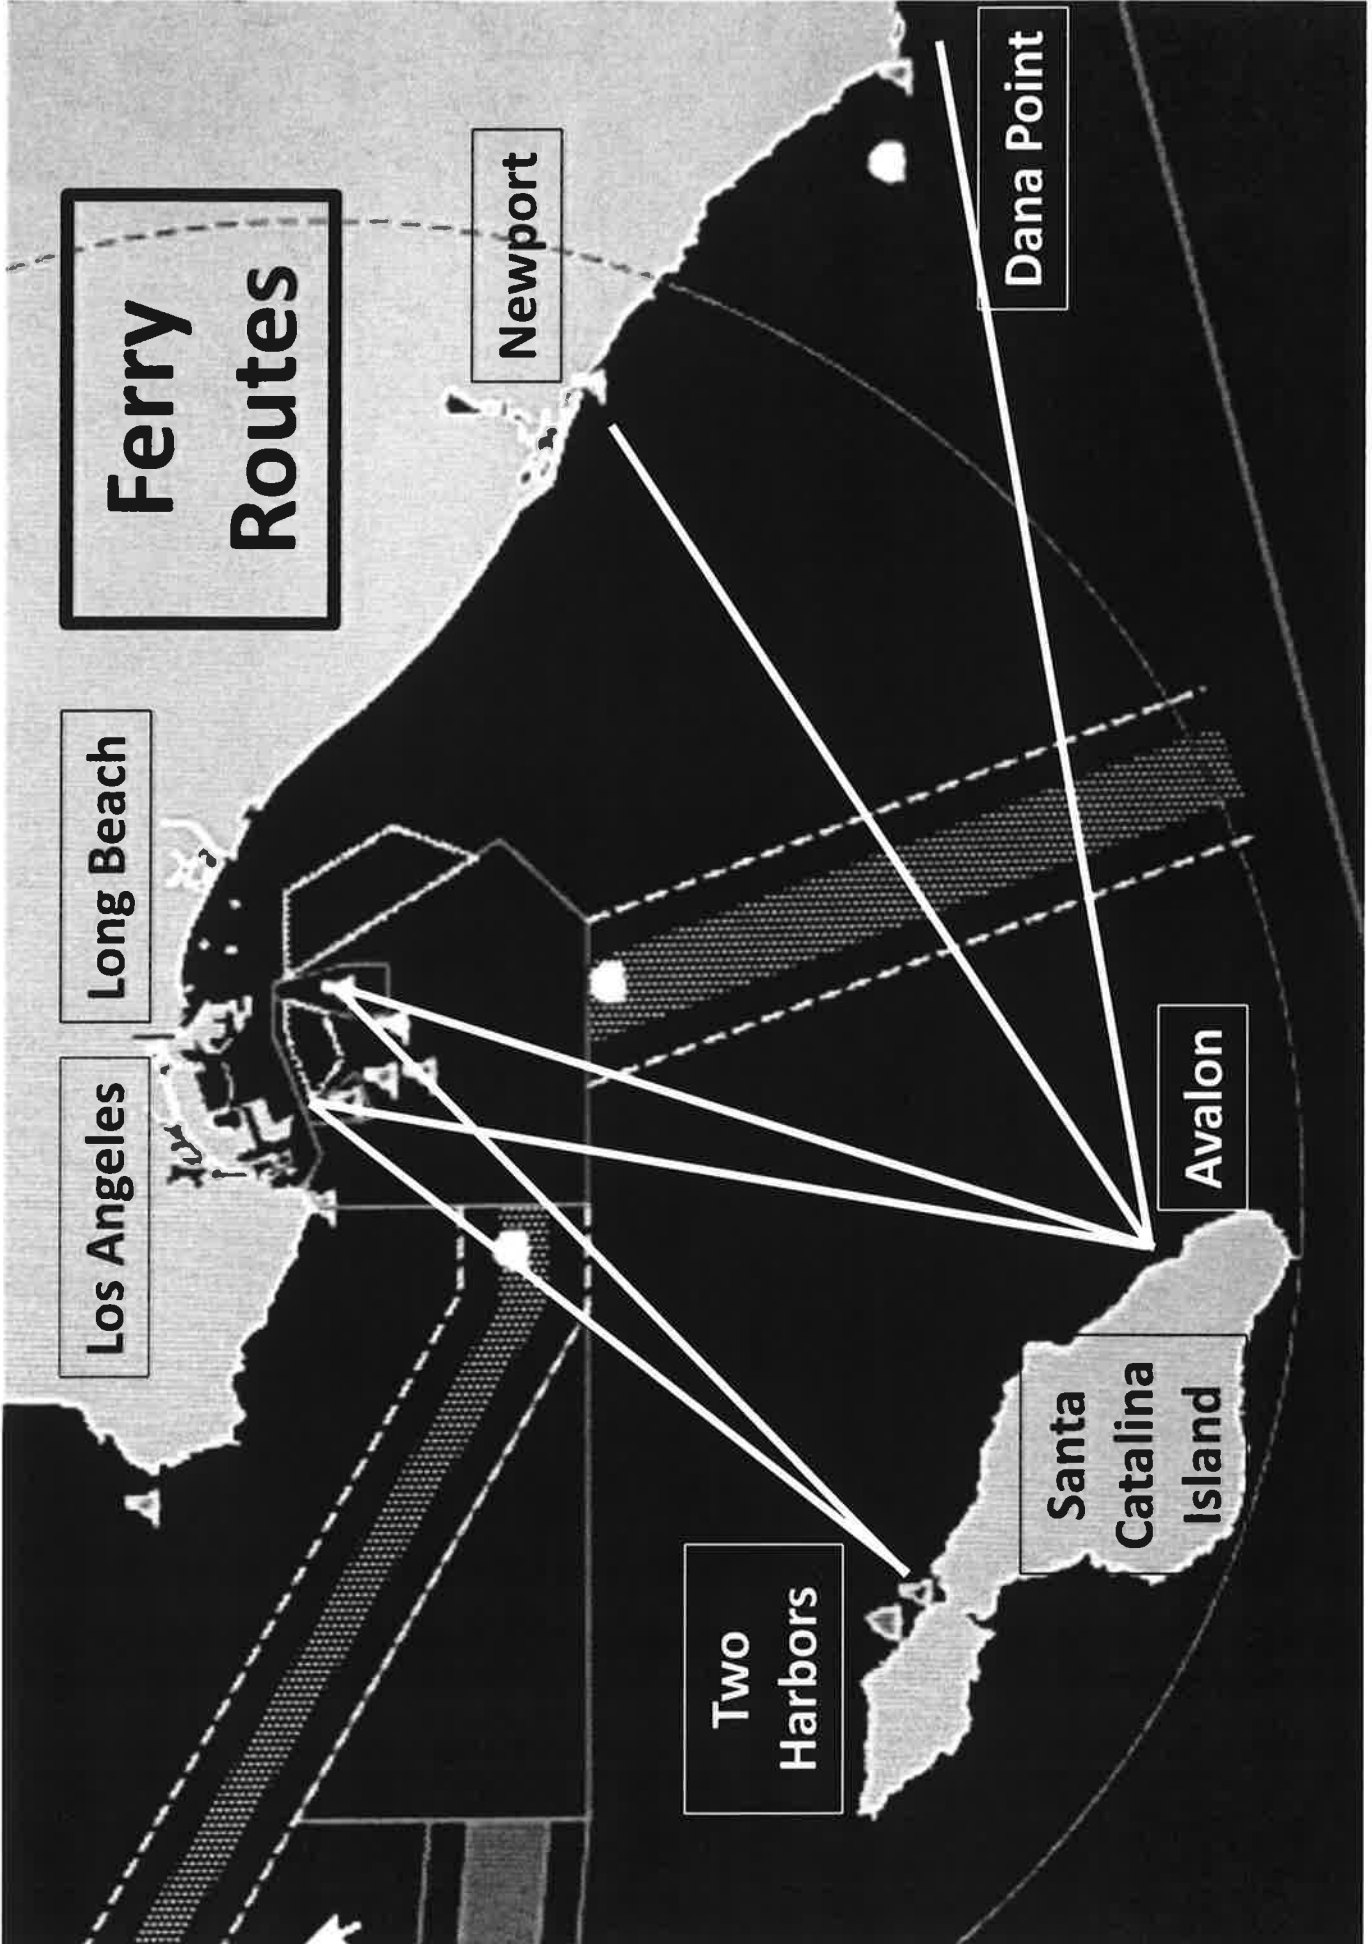 Ferry
Routes
Los Angeles
Long Beach
Newport
Two
Harbors
Santa
Catalina
Island
Avalon
Dana Point